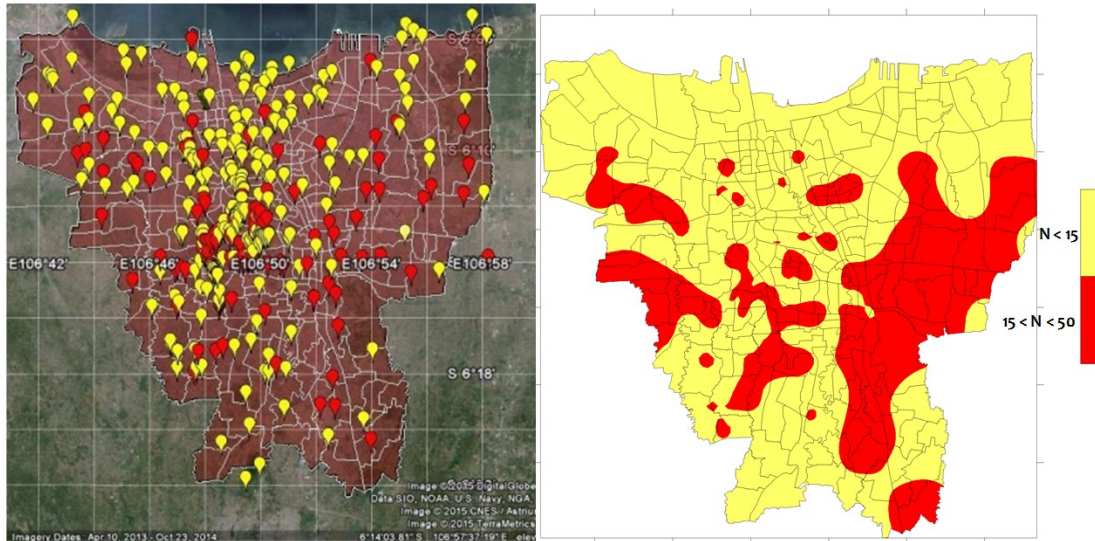 S 6°10'
E106°42'
E106°46'
E106°50'
E106°54'
E106°58'
S 6°18'
Image © 2015 DigitalGlobe
Data SIO, NOAA, U.S. Navy, NGA,
Image © 2015 CNES / Astrium
Image © 2015 TerraMetrics
Imagery Dates: Apr 10, 2013 - Oct 23, 2014
6°14'03.81" S
106°57'37.19" E
elev
N < 15
15 < N < 50